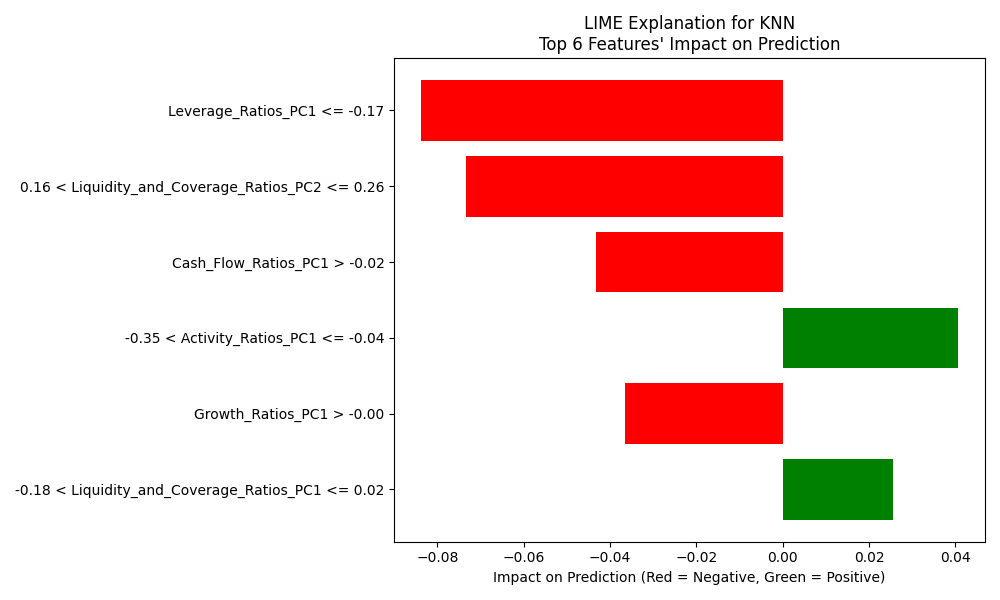 LIME Explanation for KNN
Top 6 Features' Impact on Prediction
Leverage_Ratios_PC1 <= -0.17
0.16 < Liquidity_and_Coverage_Ratios_PC2 <= 0.26
Cash_Flow_Ratios_PC1 > -0.02
-0.35 < Activity_Ratios_PC1 <= -0.04
Growth_Ratios_PC1 > -0.00
-0.18 < Liquidity_and_Coverage_Ratios_PC1 <= 0.02
−0.08 −0.06 −0.04 −0.02 0.00 0.02 0.04
Impact on Prediction (Red = Negative, Green = Positive)